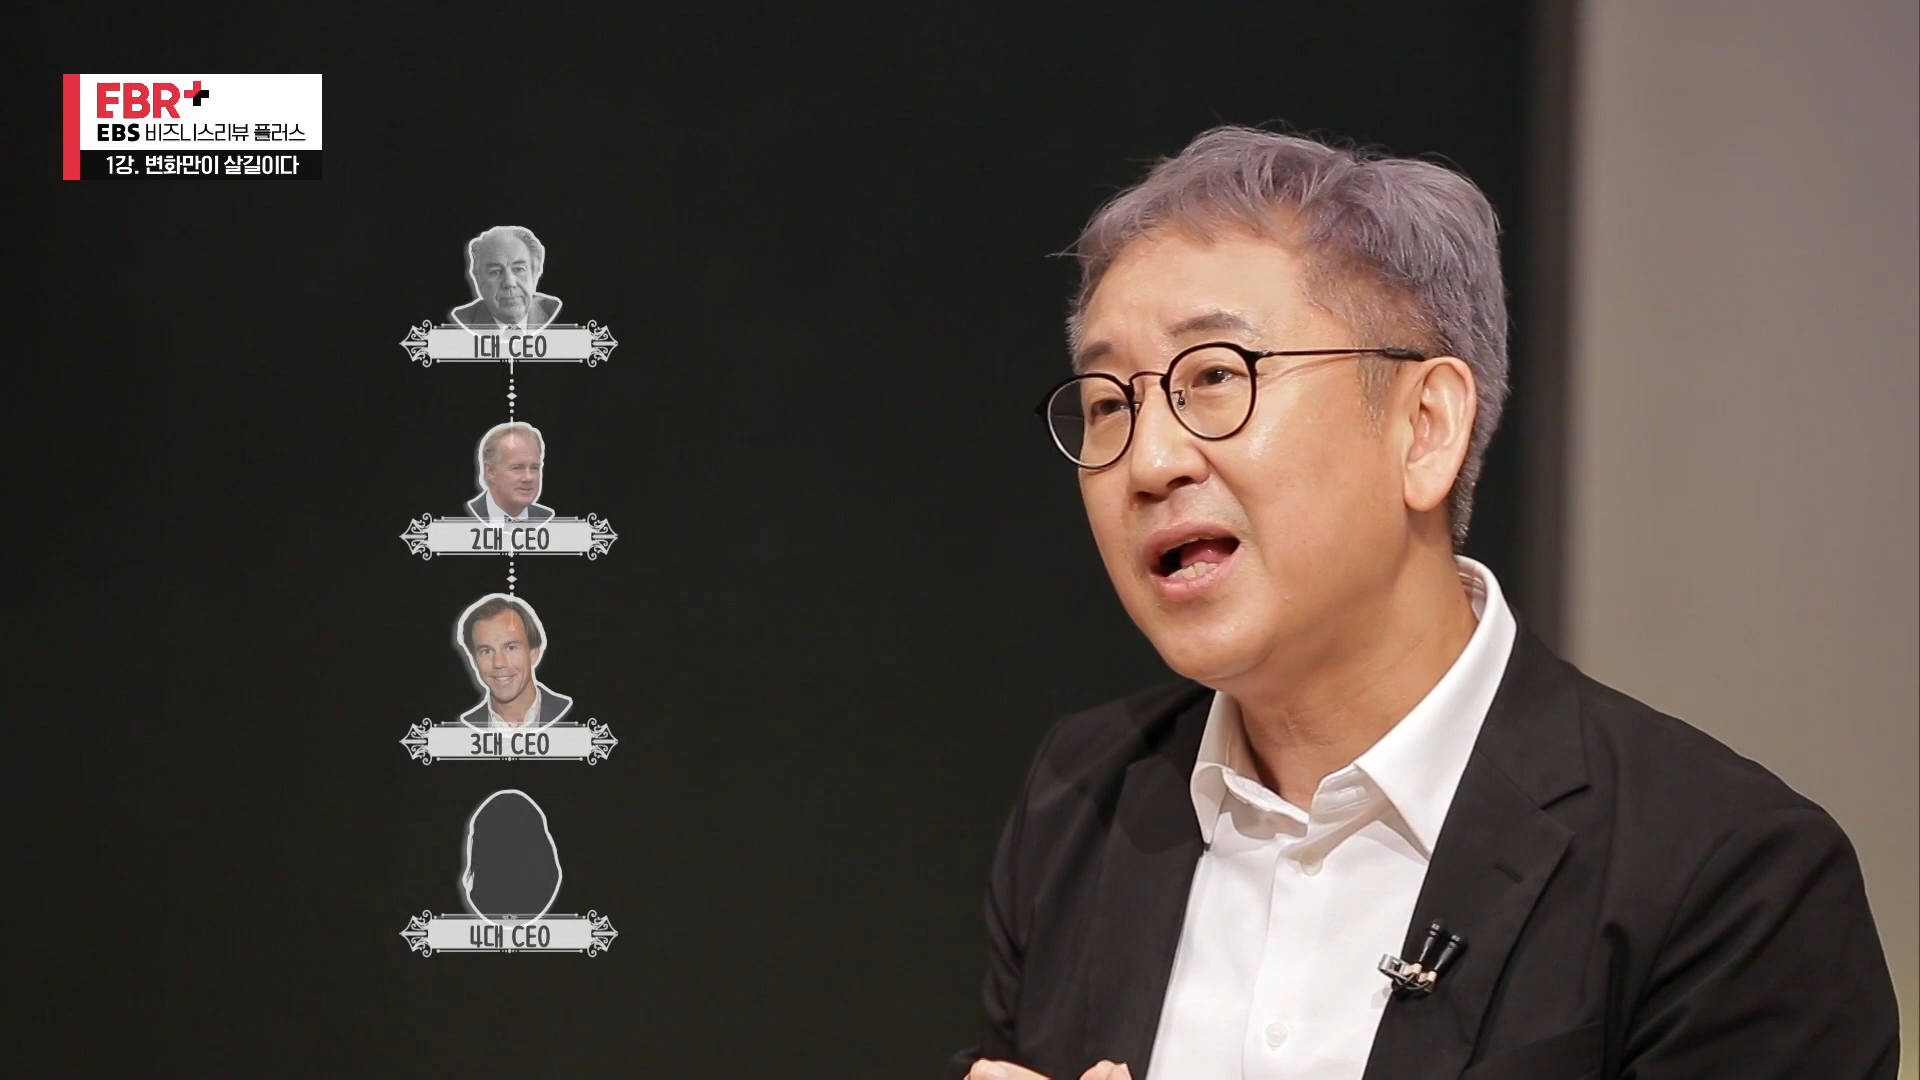 EBR+
EBS 비즈니스리뷰 플러스
1강. 변화만이 살길이다
1대 CEO
2대 CEO
3대 CEO
4대 CEO